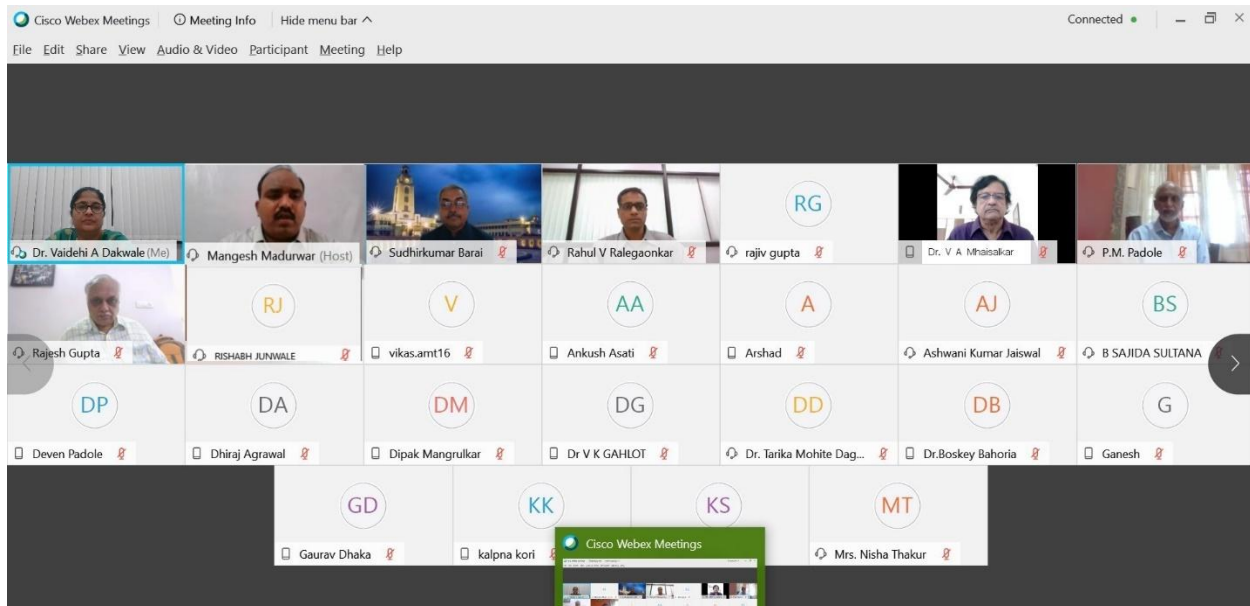 Cisco Webex Meetings Meeting Info Hide menu bar Connected
File Edit Share View Audio & Video Participant Meeting Help
RG
Dr. Vaidehi A Dakwale (Me) Mangesh Madurwar (Host) Sudhirkumar Barai Rahul V Ralegaonkar rajiv gupta Dr. V A Mhaisalkar P.M. Padole
RJ V AA A AJ BS
Rajesh Gupta RISHABH JUNWALE vikas.amt16 Ankush Asati Arshad Ashwani Kumar Jaiswal B SAJIDA SULTANA
DP DA DM DG DD DB G
Deven Padole Dhiraj Agrawal Dipak Mangrulkar Dr V K GAHLOT Dr. Tarika Mohite Dag... Dr.Boskey Bahoria Ganesh
GD KK KS MT
Gaurav Dhaka kalpna kori Mrs. Nisha Thakur
Cisco Webex Meetings